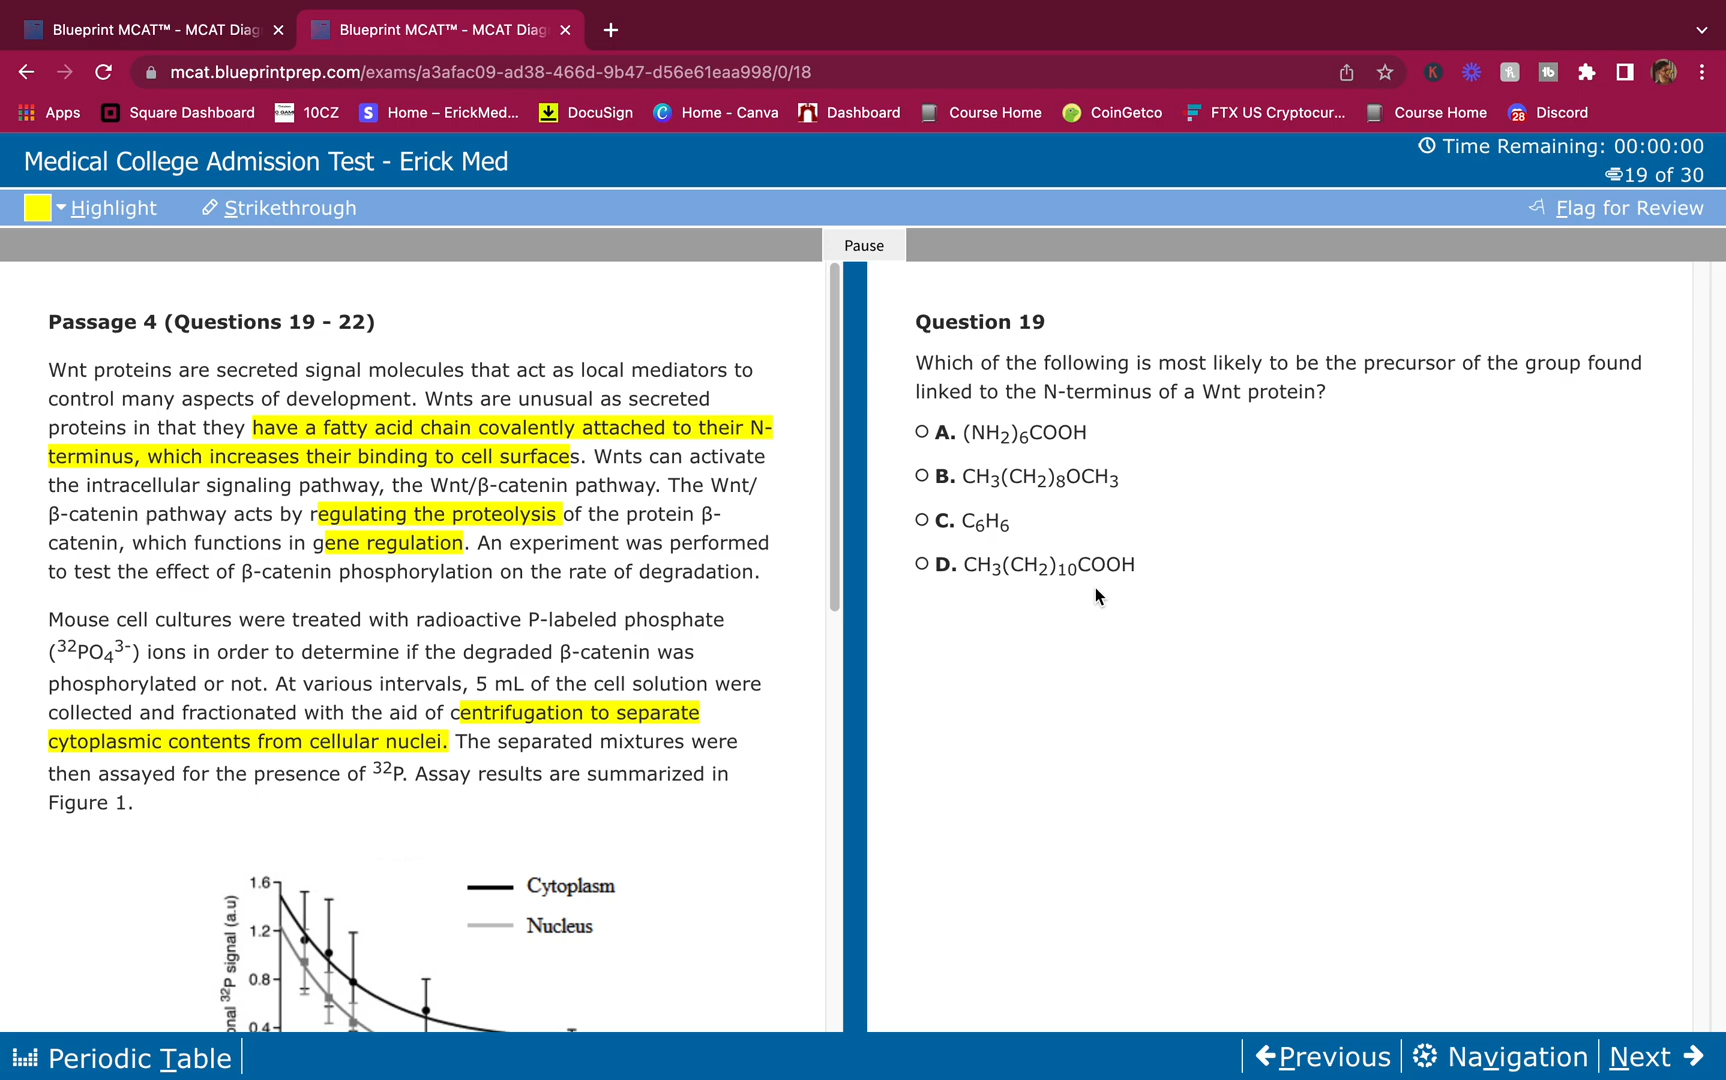 Blueprint MCAT™ - MCAT Diag
Blueprint MCAT™ - MCAT Diag
mcat.blueprintprep.com/exams/a3afac09-ad38-466d-9b47-d56e61eaa998/0/18
Apps
Square Dashboard
10CZ
Home – ErickMed...
DocuSign
Home - Canva
Dashboard
Course Home
CoinGetco
FTX US Cryptocur...
Course Home
28
Discord
Medical College Admission Test - Erick Med
Time Remaining: 00:00:00
19 of 30
Highlight
Strikethrough
Flag for Review
Pause
Passage 4 (Questions 19 - 22)
Wnt proteins are secreted signal molecules that act as local mediators to
control many aspects of development. Wnts are unusual as secreted
proteins in that they have a fatty acid chain covalently attached to their N-
terminus, which increases their binding to cell surfaces. Wnts can activate
the intracellular signaling pathway, the Wnt/β-catenin pathway. The Wnt/
β-catenin pathway acts by regulating the proteolysis of the protein β-
catenin, which functions in gene regulation. An experiment was performed
to test the effect of β-catenin phosphorylation on the rate of degradation.
Mouse cell cultures were treated with radioactive P-labeled phosphate
(³²PO₄³⁻) ions in order to determine if the degraded β-catenin was
phosphorylated or not. At various intervals, 5 mL of the cell solution were
collected and fractionated with the aid of centrifugation to separate
cytoplasmic contents from cellular nuclei. The separated mixtures were
then assayed for the presence of ³²P. Assay results are summarized in
Figure 1.
1.6
1.2
0.8
0.4
³²P signal (a.u)
Cytoplasm
Nucleus
Question 19
Which of the following is most likely to be the precursor of the group found
linked to the N-terminus of a Wnt protein?
A. (NH₂)₆COOH
B. CH₃(CH₂)₈OCH₃
C. C₆H₆
D. CH₃(CH₂)₁₀COOH
Periodic Table
Previous
Navigation
Next